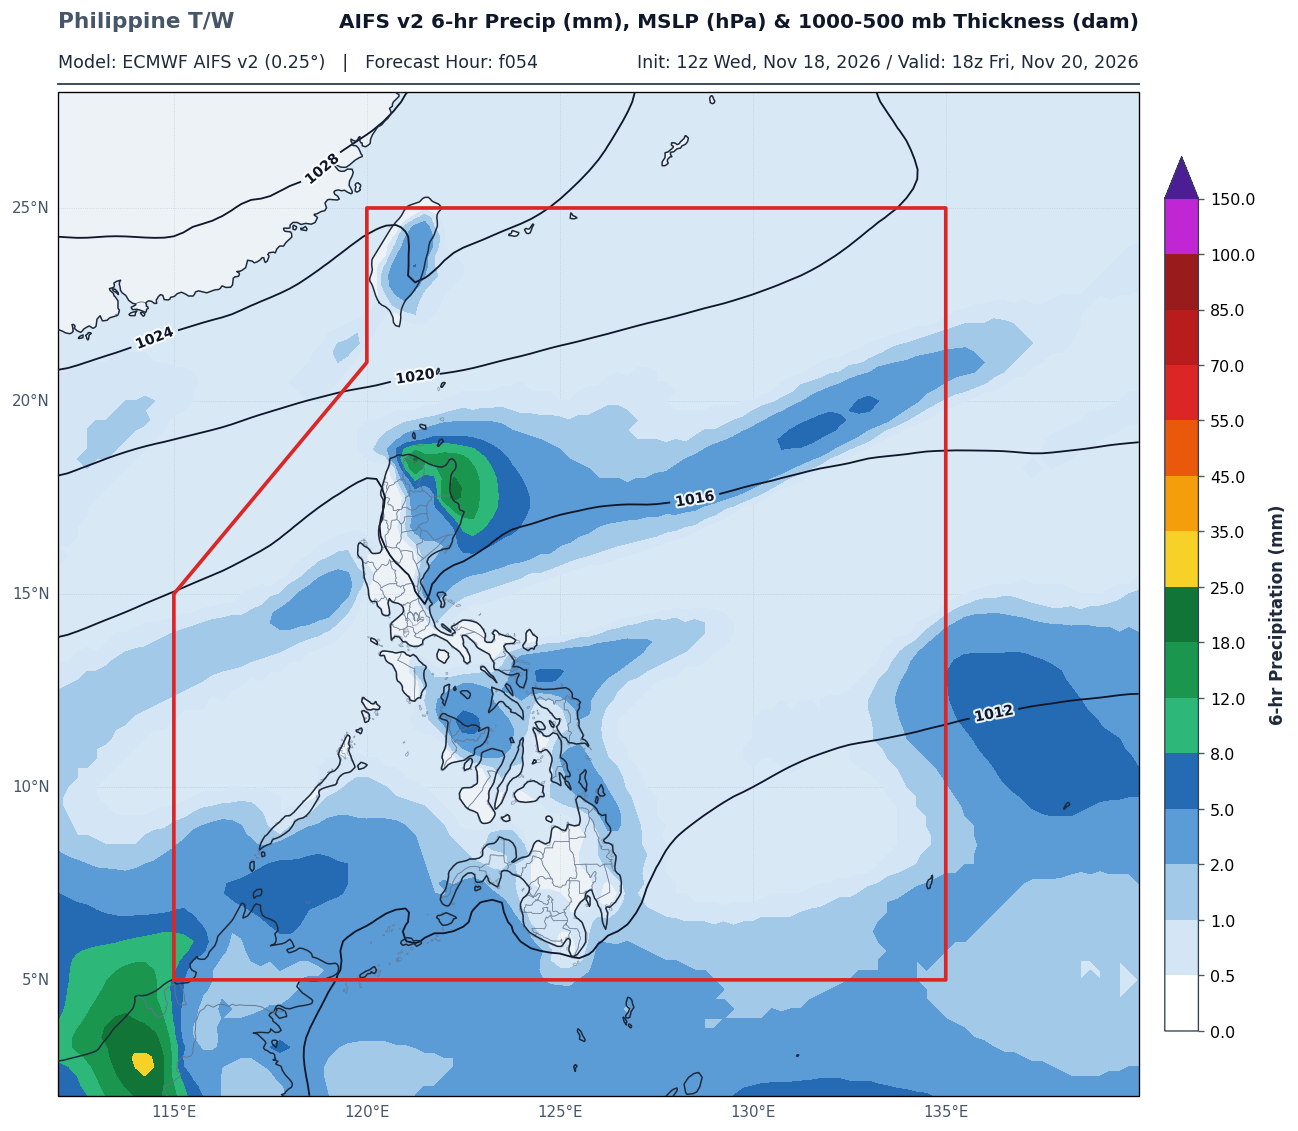 Philippine T/W
AIFS v2 6-hr Precip (mm), MSLP (hPa) & 1000-500 mb Thickness (dam)
Model: ECMWF AIFS v2 (0.25°) | Forecast Hour: f054
Init: 12z Wed, Nov 18, 2026 / Valid: 18z Fri, Nov 20, 2026
1028
1024
1020
1016
1012
25°N
20°N
15°N
10°N
5°N
115°E
120°E
125°E
130°E
135°E
150.0
100.0
85.0
70.0
55.0
45.0
35.0
25.0
18.0
12.0
8.0
5.0
2.0
1.0
0.5
0.0
6-hr Precipitation (mm)